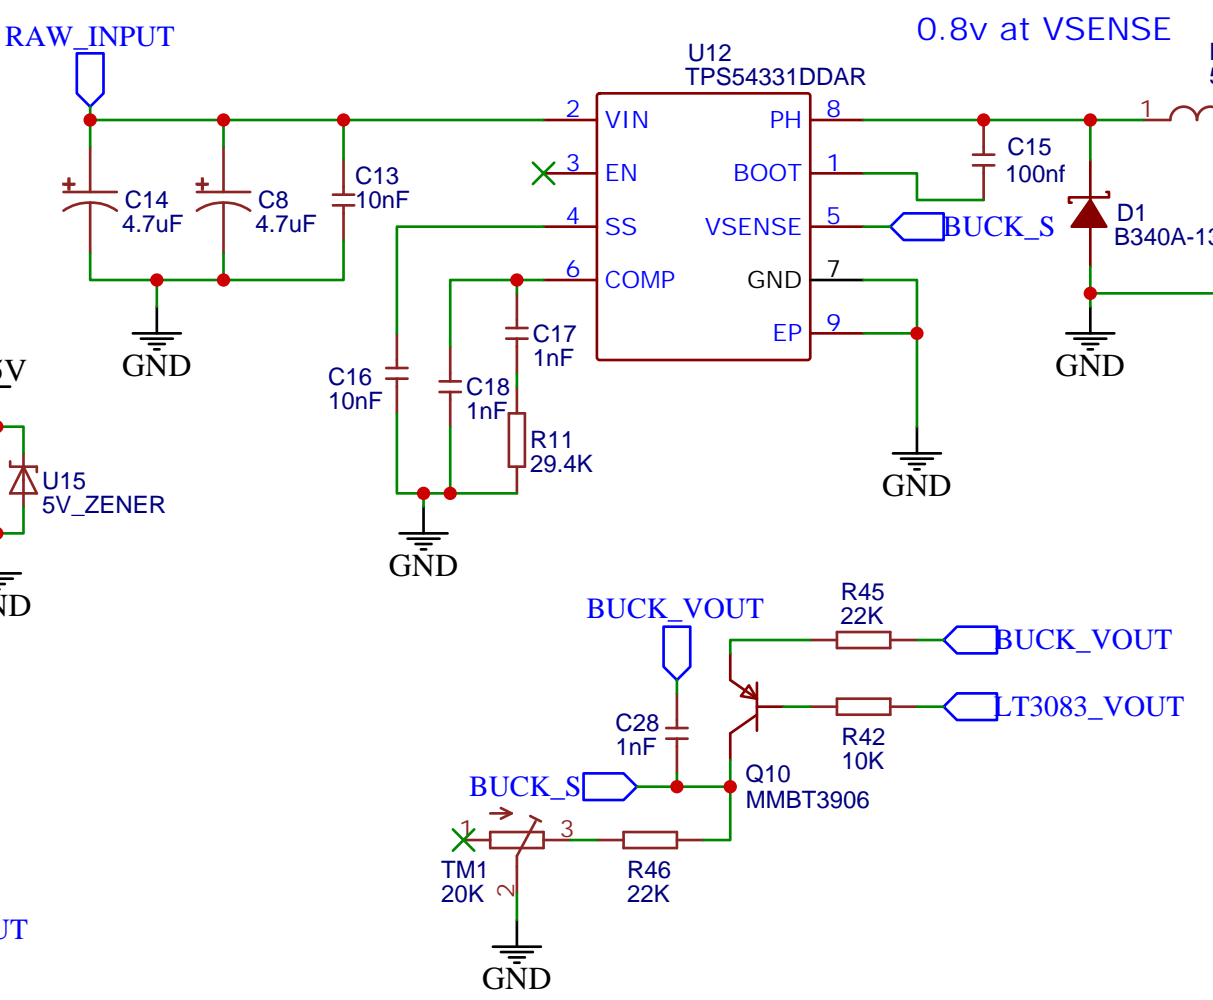 RAW_INPUT
0.8v at VSENSE
U12
TPS54331DDAR
2
VIN
PH
8
1
3
EN
BOOT
1
C15
100nf
C13
10nF
C14
4.7uF
C8
4.7uF
4
SS
VSENSE
5
BUCK_S
D1
B340A-13
6
COMP
GND
7
EP
9
GND
GND
C17
1nF
C16
10nF
C18
1nF
R11
29.4K
U15
5V_ZENER
GND
GND
BUCK_VOUT
R45
22K
BUCK_VOUT
LT3083_VOUT
C28
1nF
R42
10K
BUCK_S
Q10
MMBT3906
1
3
TM1
20K
2
R46
22K
GND